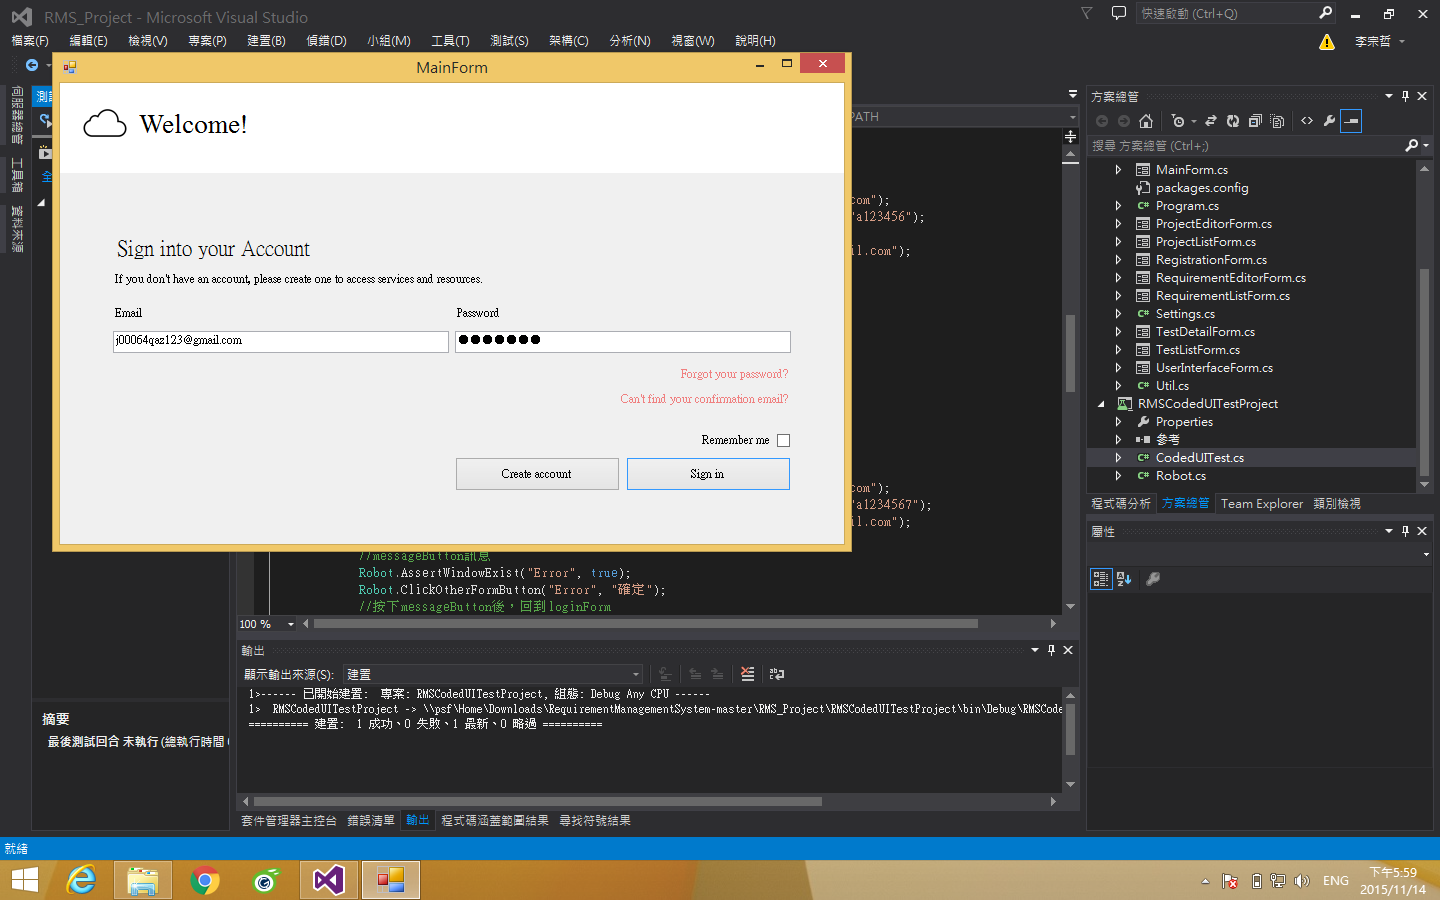 RMS_Project - Microsoft Visual Studio
快速啟動 (Ctrl+Q)
檔案(F) 編輯(E) 檢視(V) 專案(P) 建置(B) 偵錯(D) 小組(M) 工具(T) 測試(S) 架構(C) 分析(N) 視窗(W) 說明(H)
李宗哲
伺服器總管
工具箱
資料來源
MainForm
Welcome!
Sign into your Account
If you don't have an account, please create one to access services and resources.
Email
Password
j00064qaz123@gmail.com
Forgot your password?
Can't find your confirmation email?
Remember me
Create account
Sign in
PATH
om");
a123456");
il.com");
om");
a1234567");
il.com");
//messageButton訊息
Robot.AssertWindowExist("Error", true);
Robot.ClickOtherFormButton("Error", "確定");
//按下messageButton後，回到loginForm
100 %
輸出
顯示輸出來源(S): 建置
1>------ 已開始建置: 專案: RMSCodedUITestProject, 組態: Debug Any CPU ------
1> RMSCodedUITestProject -> \\psf\Home\Downloads\RequirementManagementSystem-master\RMS_Project\RMSCodedUITestProject\bin\Debug\RMSCode
========== 建置: 1 成功、0 失敗、1 最新、0 略過 ==========
套件管理器主控台 錯誤清單 輸出 程式碼涵蓋範圍結果 尋找符號結果
摘要
最後測試回合 未執行 (總執行時間
方案總管
搜尋 方案總管 (Ctrl+;)
MainForm.cs
packages.config
Program.cs
ProjectEditorForm.cs
ProjectListForm.cs
RegistrationForm.cs
RequirementEditorForm.cs
RequirementListForm.cs
Settings.cs
TestDetailForm.cs
TestListForm.cs
UserInterfaceForm.cs
Util.cs
RMSCodedUITestProject
Properties
參考
CodedUITest.cs
Robot.cs
程式碼分析 方案總管 Team Explorer 類別檢視
屬性
就緒
ENG
下午5:59
2015/11/14